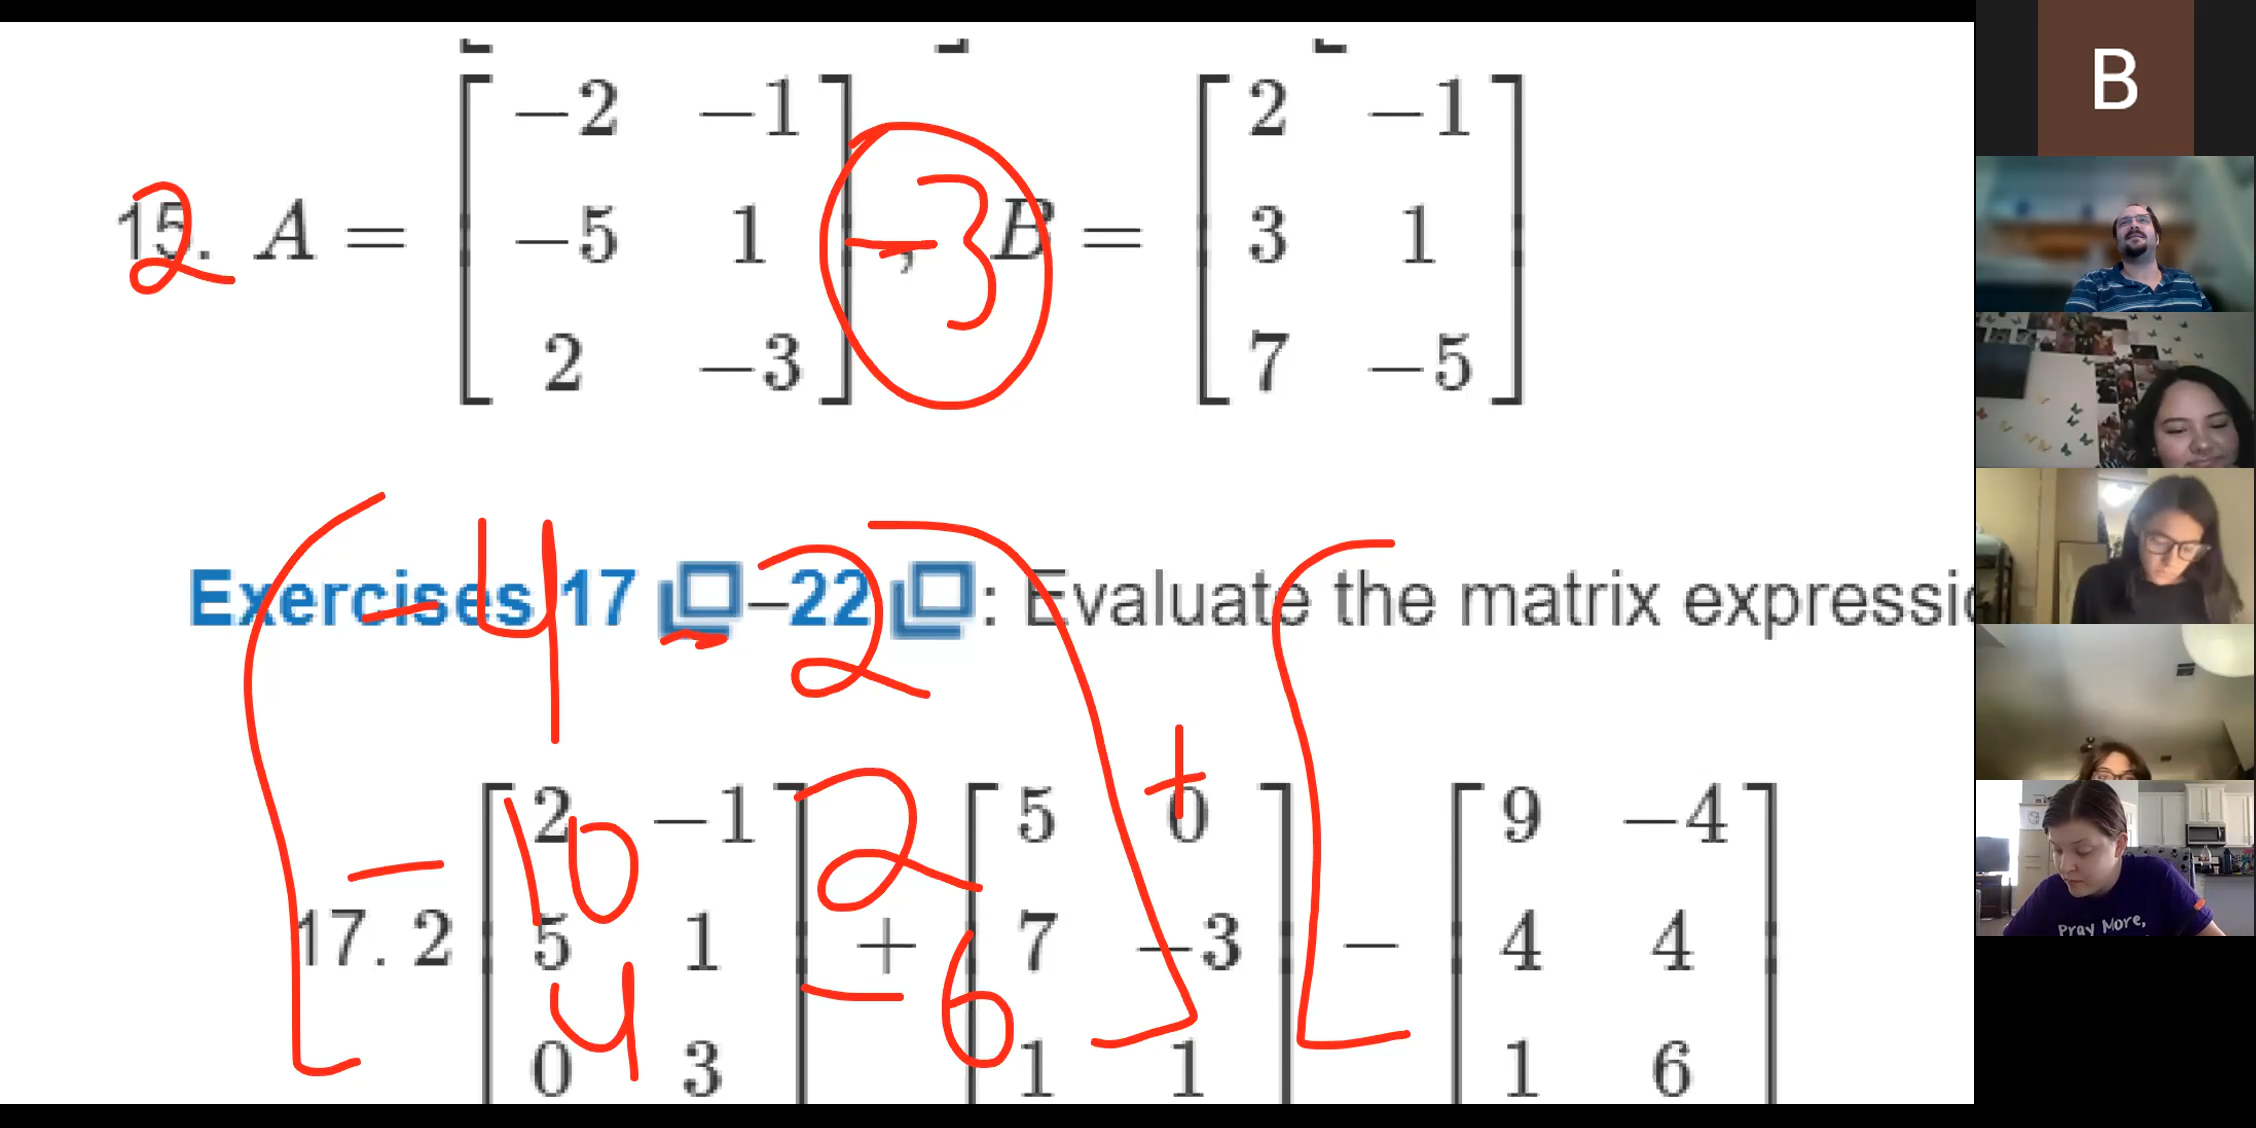 15. A = [ −2 −1 ; −5 1 ; 2 −3 ], B = [ 2 −1 ; 3 1 ; 7 −5 ]
2 −3
Exercises 17 –22 : Evaluate the matrix expressio
[ −4 −2 ; −10 2 ; 4 −6 ] + [
17. 2 [ 2 −1 ; 5 1 ; 0 3 ] + [ 5 0 ; 7 −3 ; 1 1 ] − [ 9 −4 ; 4 4 ; 1 6 ]
B
Pray More,